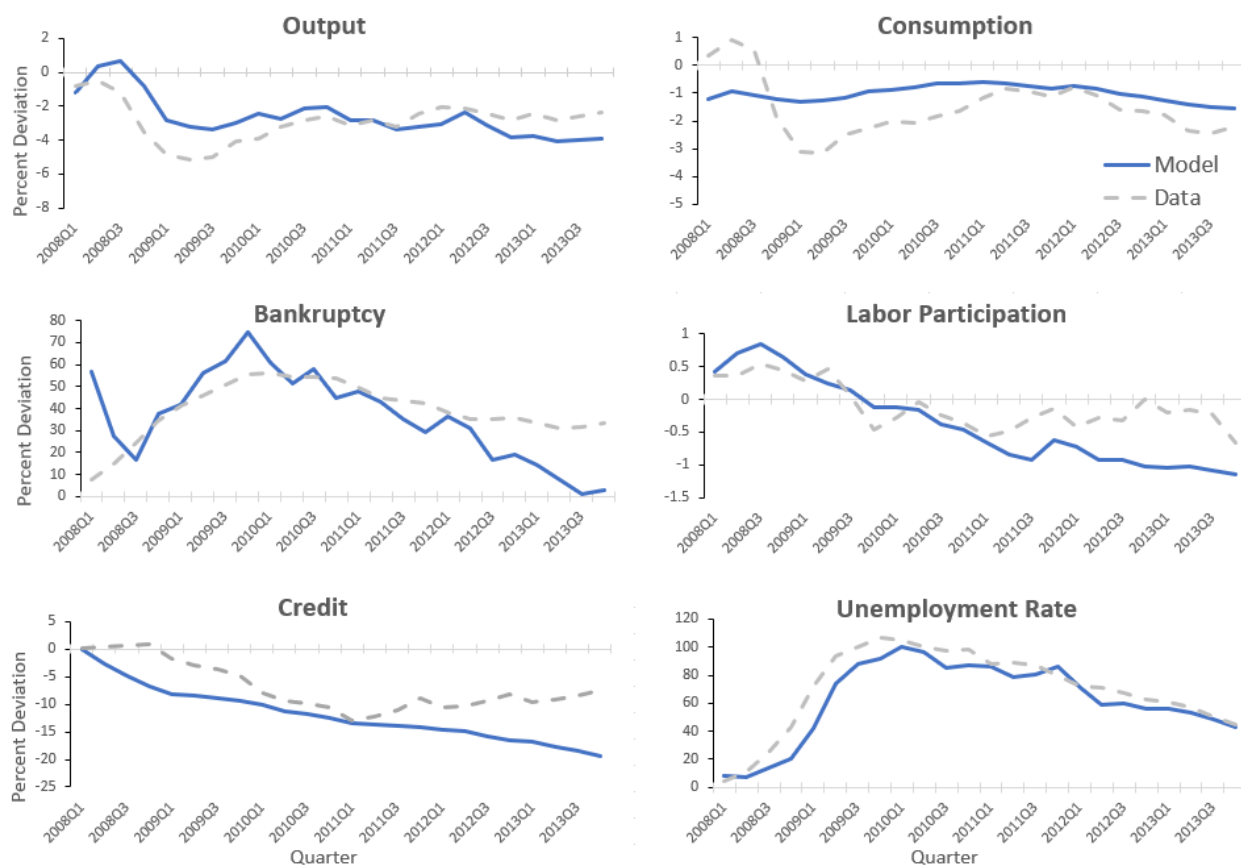 Output
Percent Deviation
2
0
-2
-4
-6
-8
2008Q1
2008Q3
2009Q1
2009Q3
2010Q1
2010Q3
2011Q1
2011Q3
2012Q1
2012Q3
2013Q1
2013Q3
Consumption
1
0
-1
-2
-3
-4
-5
Model
Data
2008Q1
2008Q3
2009Q1
2009Q3
2010Q1
2010Q3
2011Q1
2011Q3
2012Q1
2012Q3
2013Q1
2013Q3
Bankruptcy
Percent Deviation
80
70
60
50
40
30
20
10
0
2008Q1
2008Q3
2009Q1
2009Q3
2010Q1
2010Q3
2011Q1
2011Q3
2012Q1
2012Q3
2013Q1
2013Q3
Labor Participation
1
0.5
0
-0.5
-1
-1.5
2008Q1
2008Q3
2009Q1
2009Q3
2010Q1
2010Q3
2011Q1
2011Q3
2012Q1
2012Q3
2013Q1
2013Q3
Credit
Percent Deviation
5
0
-5
-10
-15
-20
-25
2008Q1
2008Q3
2009Q1
2009Q3
2010Q1
2010Q3
2011Q1
2011Q3
2012Q1
2012Q3
2013Q1
2013Q3
Quarter
Unemployment Rate
120
100
80
60
40
20
0
2008Q1
2008Q3
2009Q1
2009Q3
2010Q1
2010Q3
2011Q1
2011Q3
2012Q1
2012Q3
2013Q1
2013Q3
Quarter